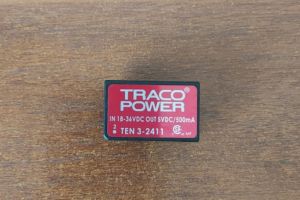 TRACO®
POWER
IN 18-36VDC OUT 5VDC/500mA
TEN 3-2411